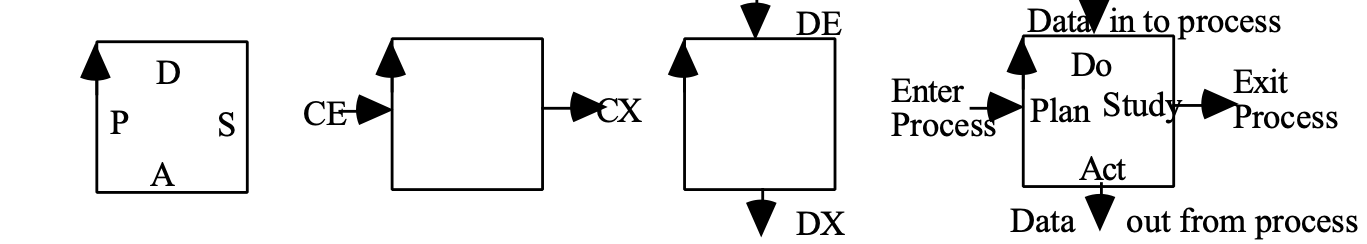 D
P S
A
CE CX
DE
DX
Data in to process
Do
Enter
Process
Plan Study
Exit
Process
Act
Data out from process